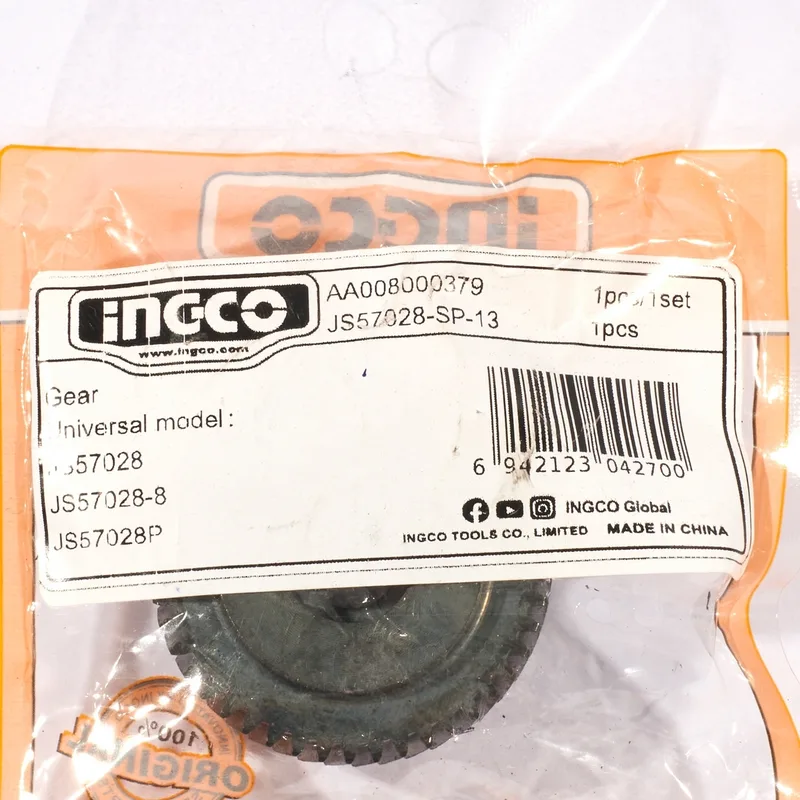 INGCO
INGCO
www.ingco.com
AA008000379
JS57028-SP-13
1pcs/1set
1pcs
Gear
Universal model:
JS57028
JS57028-8
JS57028P
6 942123 042700
INGCO Global
INGCO TOOLS CO., LIMITED MADE IN CHINA
100%
ORIGINAL